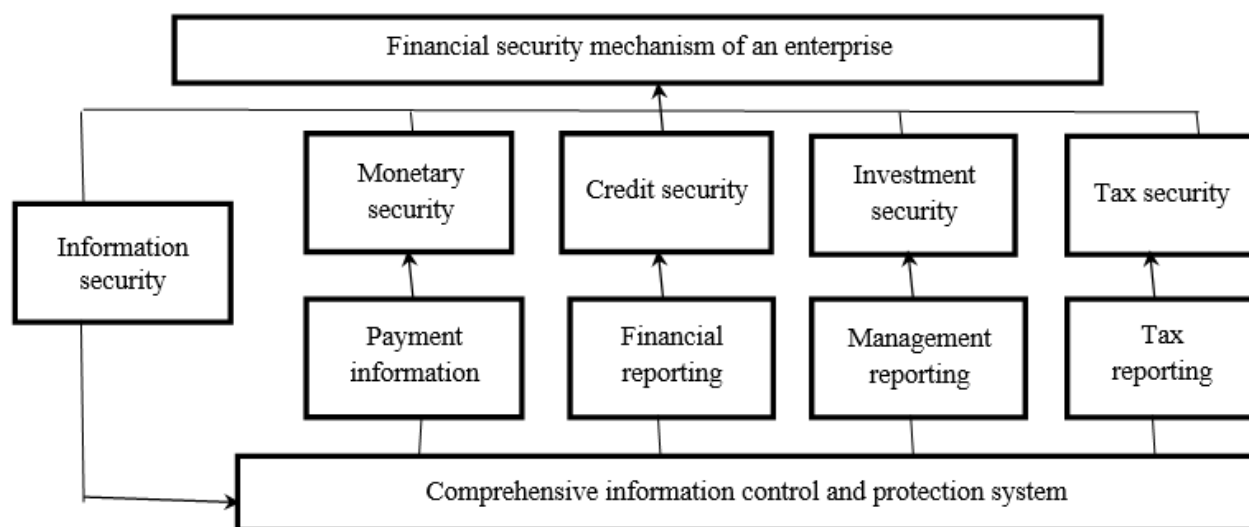 Financial security mechanism of an enterprise
Monetary
security
Credit security
Investment
security
Tax security
Information
security
Payment
information
Financial
reporting
Management
reporting
Tax
reporting
Comprehensive information control and protection system